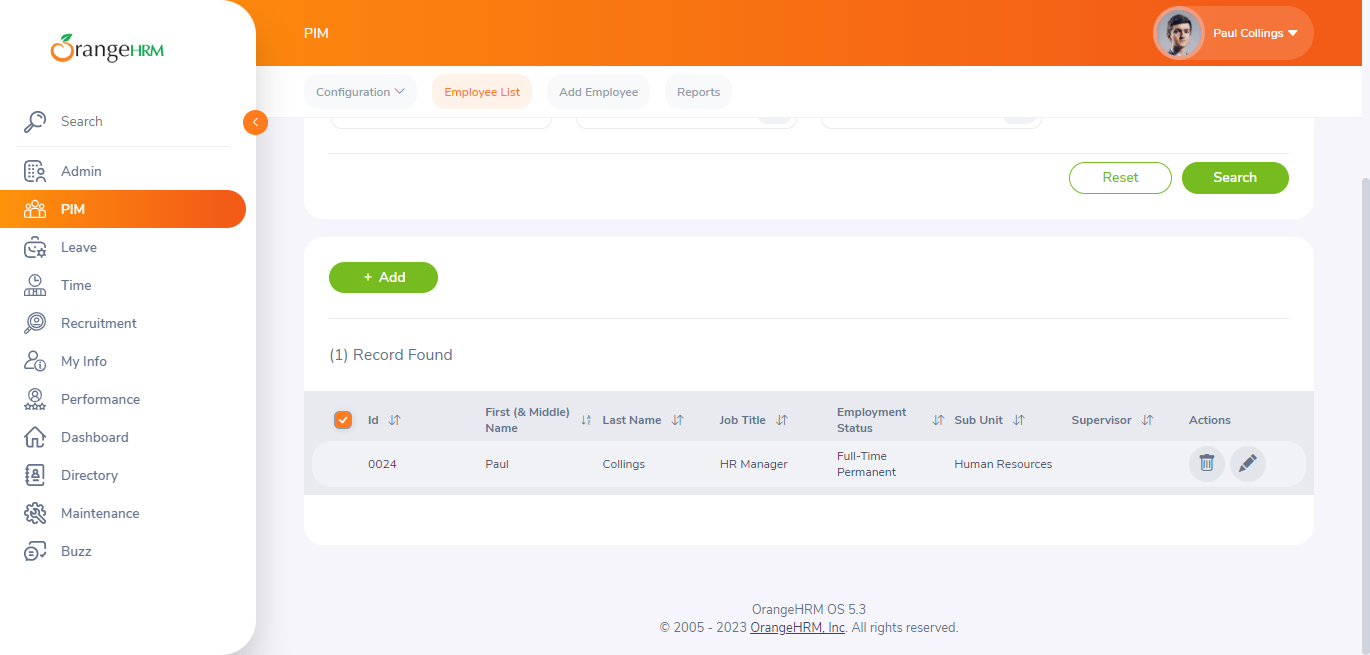 OrangeHRM
Search
Admin
PIM
Leave
Time
Recruitment
My Info
Performance
Dashboard
Directory
Maintenance
Buzz
PIM
Paul Collings
Configuration
Employee List
Add Employee
Reports
Reset
Search
+ Add
(1) Record Found
Id
First (& Middle) Name
Last Name
Job Title
Employment Status
Sub Unit
Supervisor
Actions
0024
Paul
Collings
HR Manager
Full-Time Permanent
Human Resources
OrangeHRM OS 5.3
© 2005 - 2023 OrangeHRM, Inc. All rights reserved.